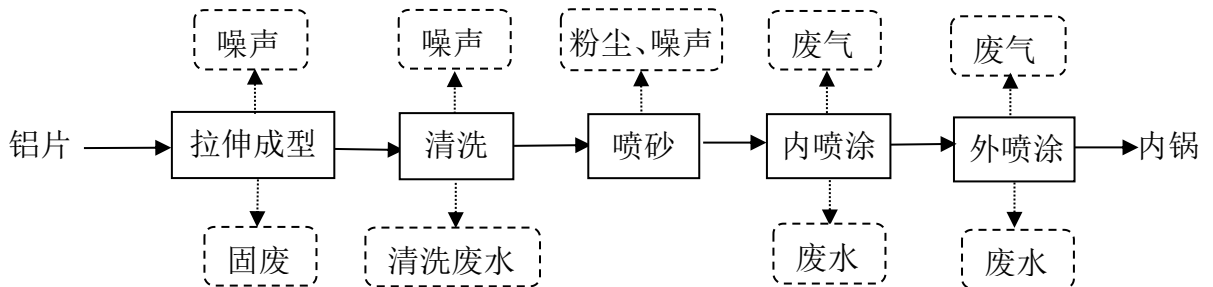 噪声 噪声 粉尘、噪声 废气 废气
铝片 拉伸成型 清洗 喷砂 内喷涂 外喷涂 内锅
固废 清洗废水 废水 废水